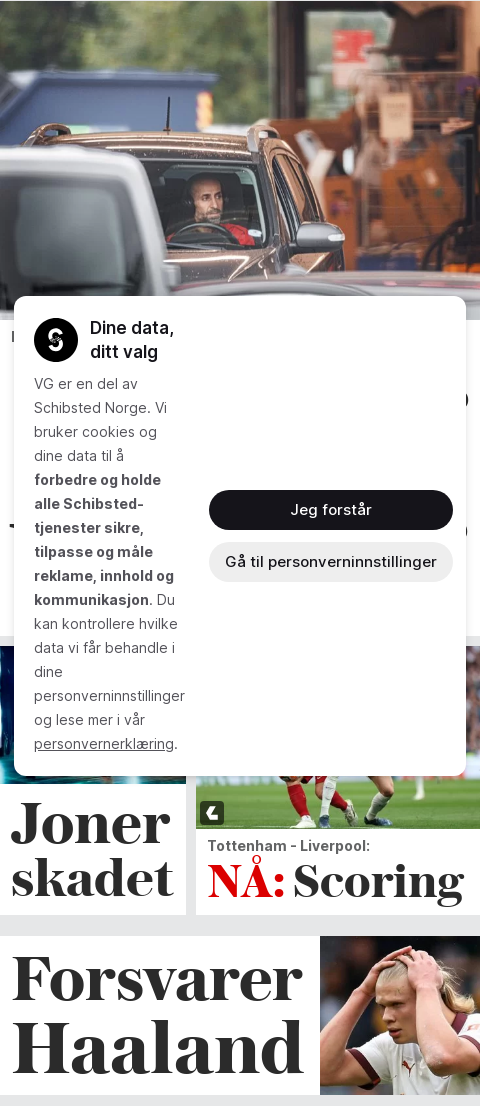 Dine data,
ditt valg
VG er en del av
Schibsted Norge. Vi
bruker cookies og
dine data til å
forbedre og holde
alle Schibsted-
tjenester sikre,
tilpasse og måle
reklame, innhold og
kommunikasjon. Du
kan kontrollere hvilke
data vi får behandle i
dine
personverninnstillinger
og lese mer i vår
personvernerklæring.
Jeg forstår
Gå til personverninnstillinger
Joner
skadet
Tottenham - Liverpool:
NÅ: Scoring
Forsvarer
Haaland